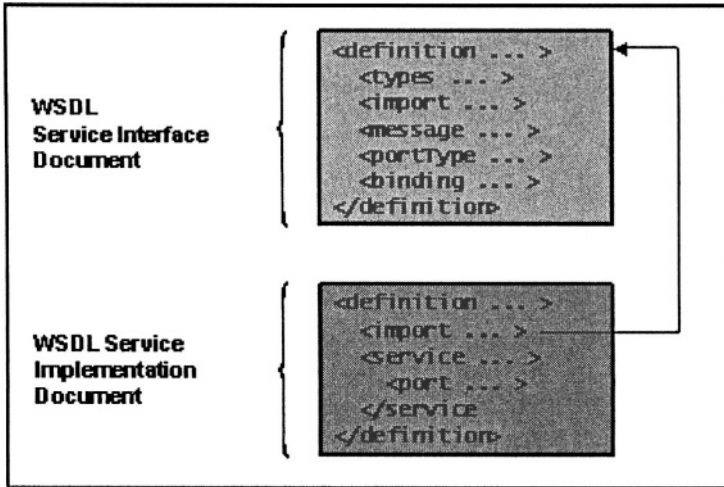 WSDL
Service Interface
Document
<definition ... >
<types ... >
<import ... >
<message ... >
<portType ... >
<binding ... >
</definition>
WSDL Service
Implementation
Document
<definition ... >
<import ... >
<service ... >
<port ... >
</service
</definition>